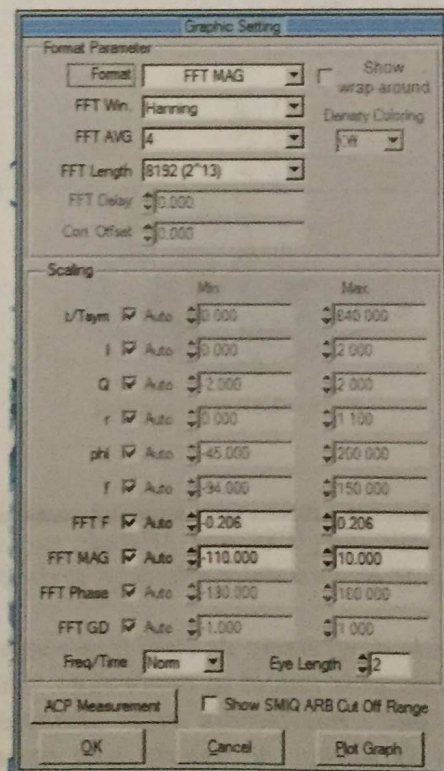 Graphic Setting
Format Parameter
Format FFT MAG Show wrap around
FFT Win. Hanning Density Coloring
FFT AVG 4 Off
FFT Length 8192 (2^13)
FFT Delay 0.000
Corr. Offset 0.000
Scaling
Min. Max.
t/Tsym Auto 0.000 640.000
I Auto 0.000 2.000
Q Auto -2.000 2.000
r Auto 0.000 1.100
phi Auto -45.000 200.000
f Auto -94.000 150.000
FFT F Auto -0.206 0.206
FFT MAG Auto -110.000 10.000
FFT Phase Auto -180.000 180.000
FFT GD Auto -1.000 1.000
Freq/Time Norm Eye Length 2
ACP Measurement Show SMIQ ARB Cut Off Range
OK Cancel Plot Graph